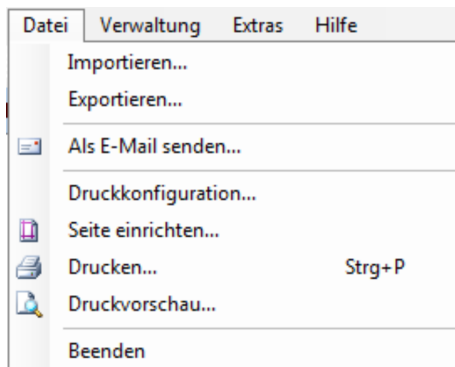 Datei Verwaltung Extras Hilfe
Importieren...
Exportieren...
Als E-Mail senden...
Druckkonfiguration...
Seite einrichten...
Drucken... Strg+P
Druckvorschau...
Beenden